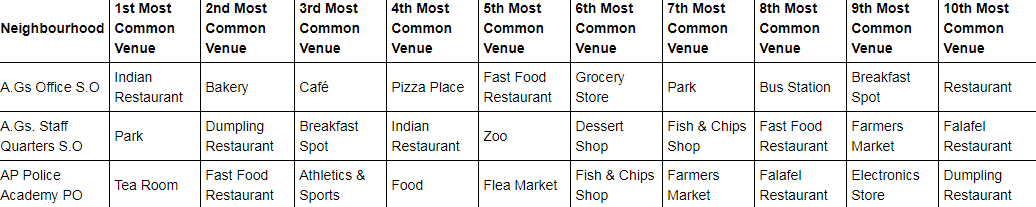 Neighbourhood 1st Most Common Venue 2nd Most Common Venue 3rd Most Common Venue 4th Most Common Venue 5th Most Common Venue 6th Most Common Venue 7th Most Common Venue 8th Most Common Venue 9th Most Common Venue 10th Most Common Venue
A.Gs Office S.O Indian Restaurant Bakery Café Pizza Place Fast Food Restaurant Grocery Store Park Bus Station Breakfast Spot Restaurant
A.Gs. Staff Quarters S.O Park Dumpling Restaurant Breakfast Spot Indian Restaurant Zoo Dessert Shop Fish & Chips Shop Fast Food Restaurant Farmers Market Falafel Restaurant
AP Police Academy PO Tea Room Fast Food Restaurant Athletics & Sports Food Flea Market Fish & Chips Shop Farmers Market Falafel Restaurant Electronics Store Dumpling Restaurant